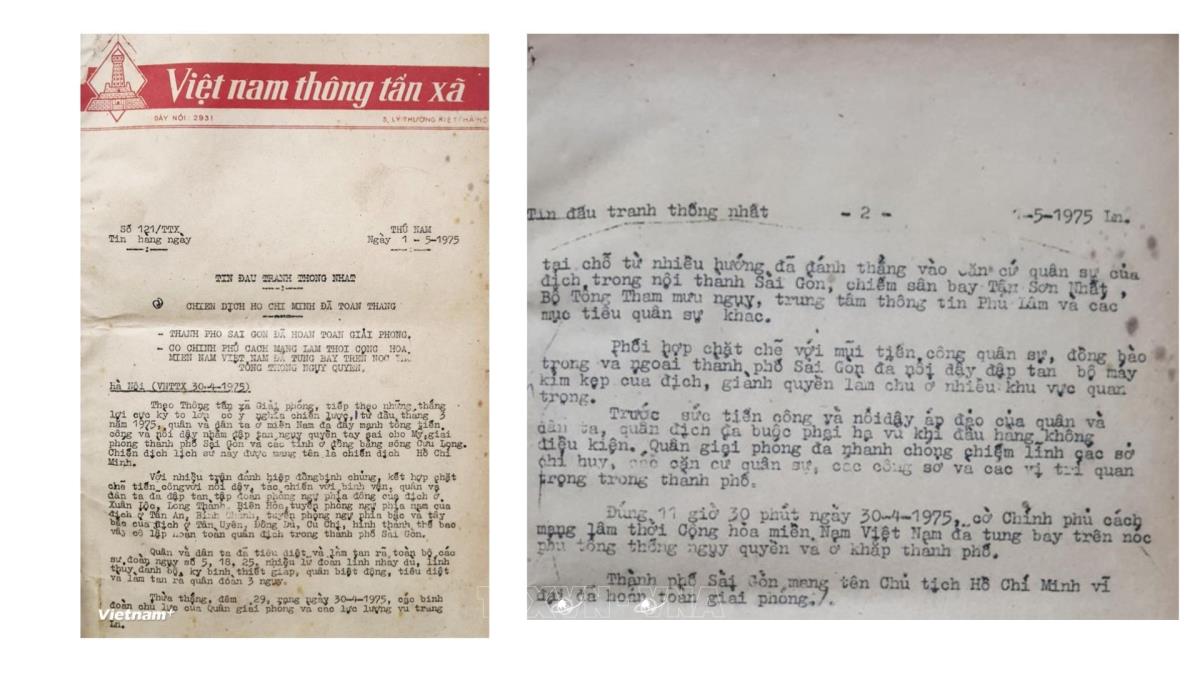 Việt nam thông tấn xã
DÂY NÓI: 2931
5, LÝ THƯỜNG KIỆT HÀ NỘI
Số 121/TTX
THỨ NĂM
Tin hàng ngày
Ngày 1 - 5-1975
TIN ĐẤU TRANH THỐNG NHẤT
CHIẾN DỊCH HỒ CHÍ MINH ĐÃ TOÀN THẮNG
- THÀNH PHỐ SÀI GÒN ĐÃ HOÀN TOÀN GIẢI PHÓNG.
- CỜ CHÍNH PHỦ CÁCH MẠNG LÂM THỜI CỘNG HÒA
MIỀN NAM VIỆT NAM ĐÃ TUNG BAY TRÊN NÓC
TỔNG THỐNG NGỤY QUYỀN.
Hà Nội (VNTTX 30-4-1975)
Theo Thông tấn xã Giải phóng, tiếp theo những thắng
lợi cực kỳ to lớn có ý nghĩa chiến lược, từ đầu tháng 3
năm 1975, quân và dân ta ở miền Nam đã đẩy mạnh tổng tiến
công và nổi dậy nhằm đập tan ngụy quyền tay sai cho Mỹ, giải
phóng thành phố Sài Gòn và các tỉnh ở đồng bằng sông Cửu Long.
Chiến dịch lịch sử này được mang tên là chiến dịch Hồ Chí
Minh.
Với nhiều trận đánh hiệp đồng binh chủng, kết hợp chặt
chẽ tiến công với nổi dậy, tác chiến với binh vận, quân và
dân ta đã đập tan tập đoàn phòng ngự phía đông của địch ở
Xuân Lộc, Long Thành, Biên Hòa, tuyến phòng ngự phía nam của
địch ở Tân An, Bình Chánh, tuyến phòng ngự phía bắc và tây
bắc của địch ở Tân Uyên, Đồng Dù, Củ Chi, hình thành thế bao
vây cô lập hoàn toàn quân địch trong thành phố Sài Gòn.
Quân và dân ta đã tiêu diệt và làm tan rã toàn bộ các
sư đoàn ngụy số 5, 18, 25, nhiều lữ đoàn lính nhảy dù, lính
thủy đánh bộ, kỵ binh thiết giáp, quân biệt động, tiêu diệt
và làm tan rã quân đoàn 3 ngụy.
Thừa thắng, đêm 29, rạng ngày 30-4-1975, các binh
đoàn chủ lực của Quân giải phóng và các lực lượng vũ trang
Ln.
Vietnam+
Tin đấu tranh thống nhất
- 2 -
1-5-1975 Ln.
tại chỗ từ nhiều hướng đã đánh thẳng vào căn cứ quân sự của
địch trong nội thành Sài Gòn, chiếm sân bay Tân Sơn Nhất,
Bộ Tổng Tham mưu ngụy, trung tâm thông tin Phú Lâm và các
mục tiêu quân sự khác.
Phối hợp chặt chẽ với mũi tiến công quân sự, đồng bào
trong và ngoài thành phố Sài Gòn đã nổi dậy đập tan bộ máy
kìm kẹp của địch, giành quyền làm chủ ở nhiều khu vực quan
trọng.
Trước sức tiến công và nổi dậy áp đảo của quân và
dân ta, quân địch đã buộc phải hạ vũ khí đầu hàng không
điều kiện. Quân giải phóng đã nhanh chóng chiếm lĩnh các sở
chỉ huy, các căn cứ quân sự, các công sở và các vị trí quan
trọng trong thành phố.
Đúng 11 giờ 30 phút ngày 30-4-1975, cờ Chính phủ cách
mạng lâm thời Cộng hòa miền Nam Việt Nam đã tung bay trên nóc
phủ tổng thống ngụy quyền và ở khắp thành phố.
Thành phố Sài Gòn mang tên Chủ tịch Hồ Chí Minh vĩ
đại đã hoàn toàn giải phóng./.